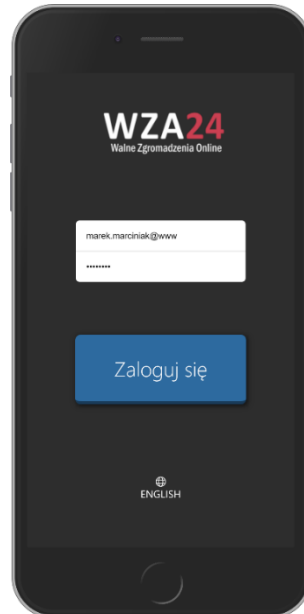 WZA24
Walne Zgromadzenia Online
marek.marciniak@www
••••••••
Zaloguj się
ENGLISH